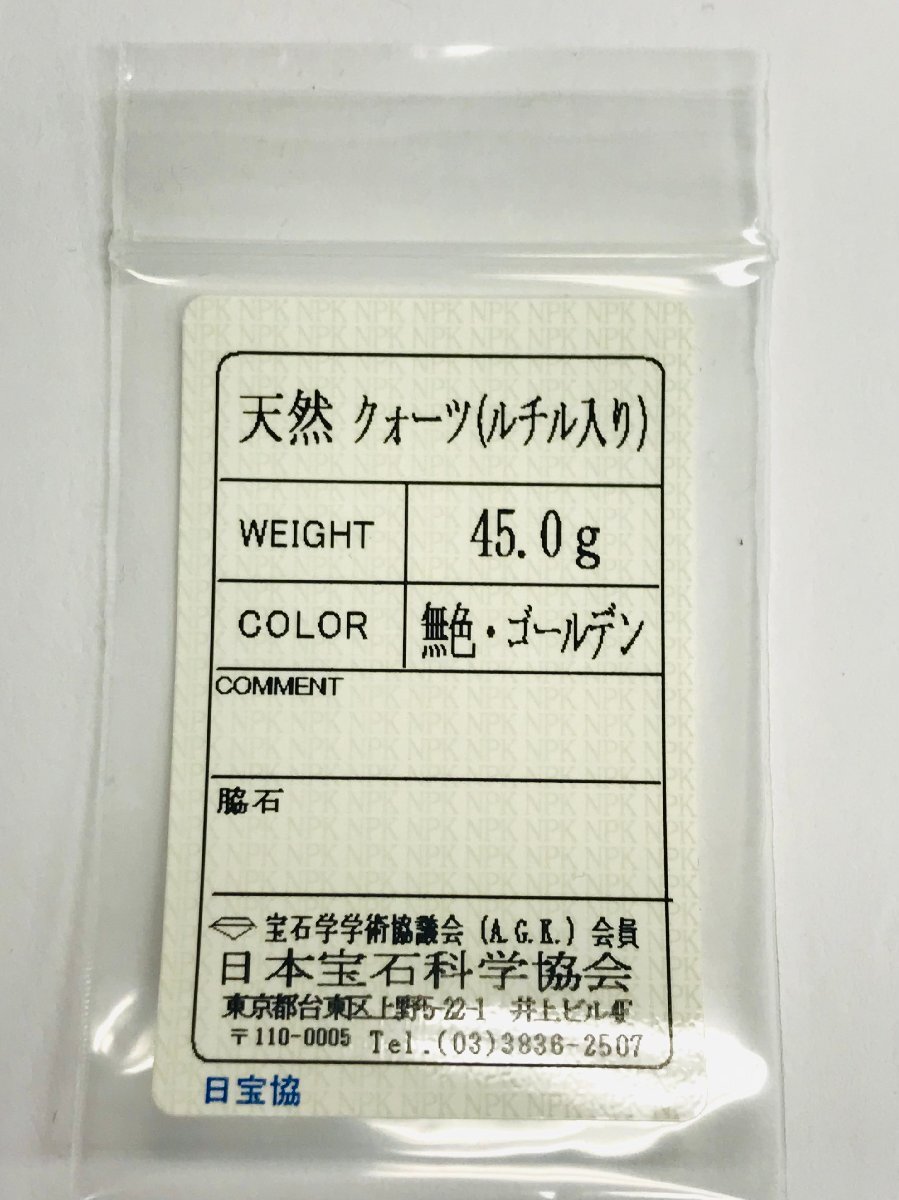 天然 クォーツ(ルチル入り)
WEIGHT 45.0g
COLOR 無色・ゴールデン
COMMENT
脇石
宝石学学術協議会(A.G.K.)会員
日本宝石科学協会
東京都台東区上野5-22-1 井上ビル4F
〒110-0005 Tel.(03)3836-2507
日宝協